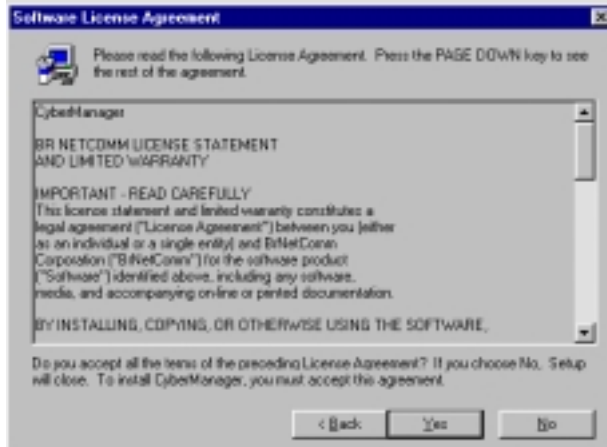 Software License Agreement
Please read the following License Agreement. Press the PAGE DOWN key to see
the rest of the agreement.
CyberManager
BR NETCOMM LICENSE STATEMENT
AND LIMITED WARRANTY
IMPORTANT - READ CAREFULLY
This license statement and limited warranty constitutes a
legal agreement ("License Agreement") between you (either
as an individual or a single entity) and BrNetComm
Corporation ("BrNetComm") for the software product
("Software") identified above, including any software,
media, and accompanying on-line or printed documentation.
BY INSTALLING, COPYING, OR OTHERWISE USING THE SOFTWARE,
Do you accept all the terms of the preceding License Agreement? If you choose No, Setup
will close. To install CyberManager, you must accept this agreement.
< Back Yes No